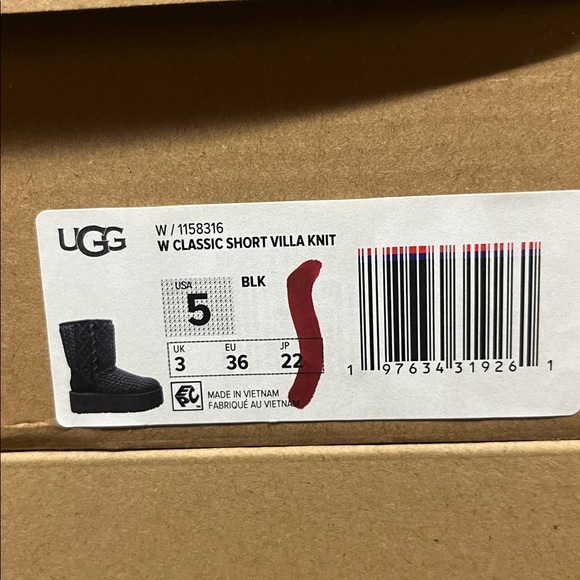 UGG
W / 1158316
W CLASSIC SHORT VILLA KNIT
USA
5
BLK
UK EU JP
3 36 22
MADE IN VIETNAM
FABRIQUÉ AU VIETNAM
1 97634 31926 1